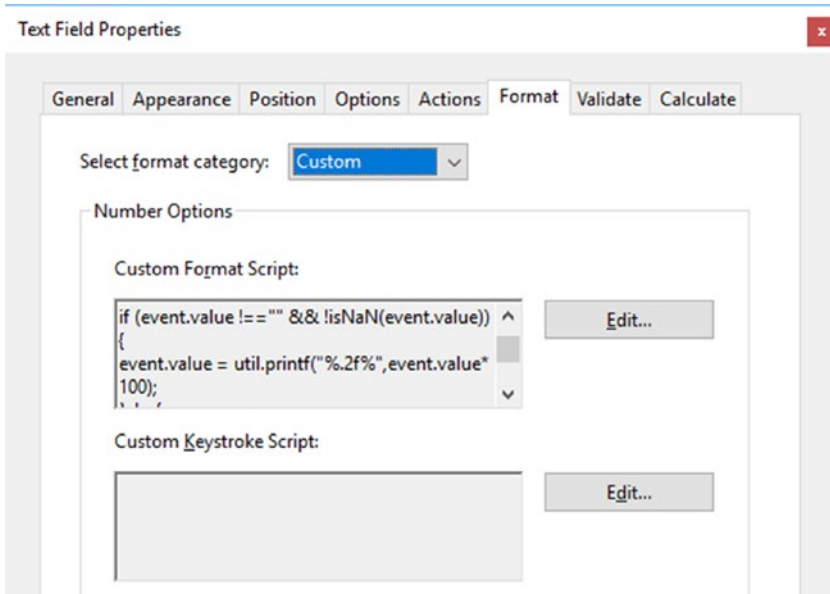 Text Field Properties
x
General Appearance Position Options Actions Format Validate Calculate
Select format category: Custom
Number Options
Custom Format Script:
if (event.value !=="" && !isNaN(event.value))
{
event.value = util.printf("%.2f%",event.value*
100);
Edit...
Custom Keystroke Script:
Edit...